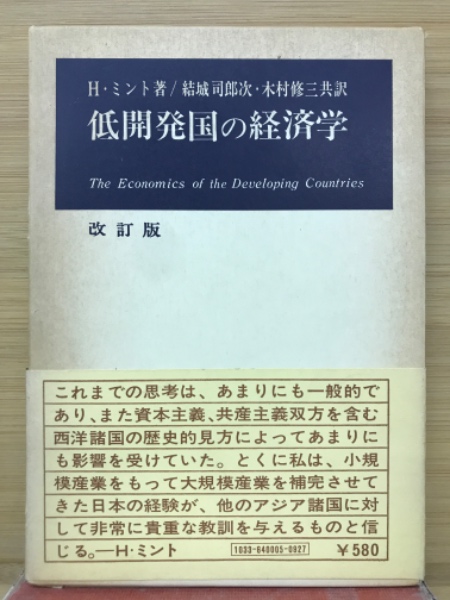 H・ミント著/結城司郎次・木村修三共訳
低開発国の経済学
The Economics of the Developing Countries
改訂版
これまでの思考は、あまりにも一般的で
あり、また資本主義、共産主義双方を含む
西洋諸国の歴史的見方によってあまりに
も影響を受けていた。とくに私は、小規
模産業をもって大規模産業を補完させて
きた日本の経験が、他のアジア諸国に対
して非常に貴重な教訓を与えるものと信
じる。―H・ミント 1033-640005-0927 ¥580